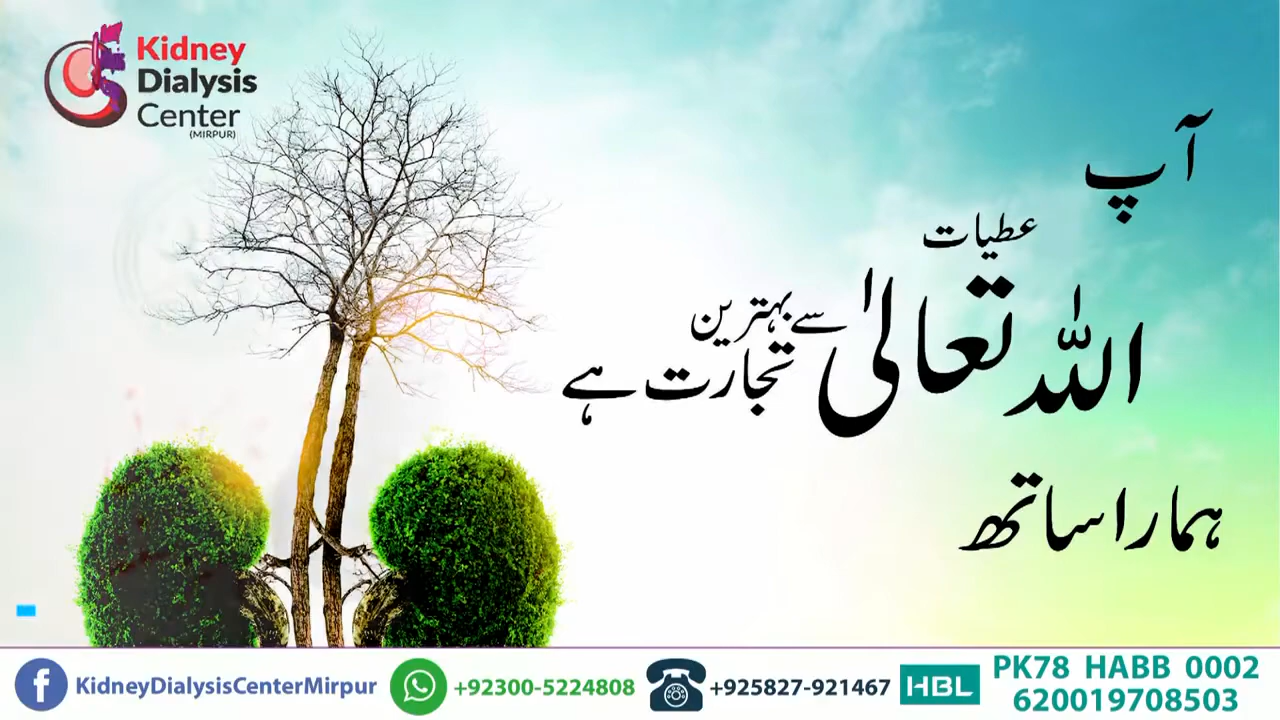 Kidney
Dialysis
Center
(MIRPUR)
آپ
عطیات
اللہ تعالیٰ سے بہترین
تجارت ہے
ہمارا ساتھ
KidneyDialysisCenterMirpur
+92300-5224808
+925827-921467
HBL
PK78 HABB 0002
620019708503